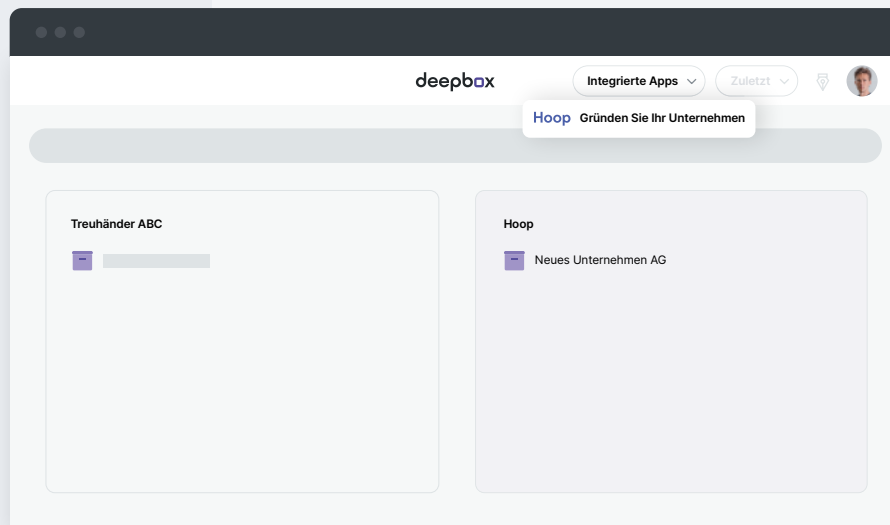 deepbox
Integrierte Apps
Zuletzt
Hoop Gründen Sie Ihr Unternehmen
Treuhänder ABC
Hoop
Neues Unternehmen AG